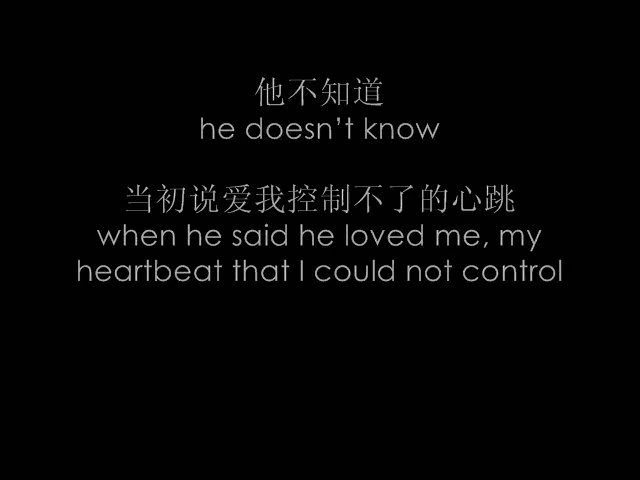 他不知道
he doesn't know
当初说爱我控制不了的心跳
when he said he loved me, my
heartbeat that I could not control